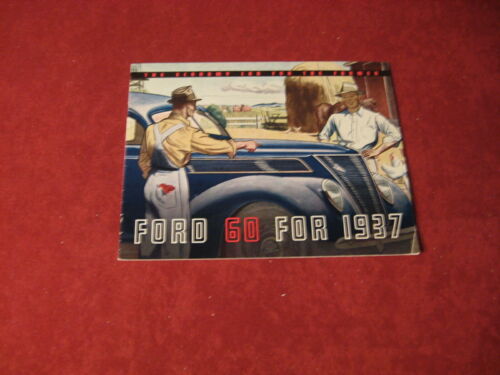 THE ECONOMY CAR FOR THE FARMER
FORD 60 FOR 1937